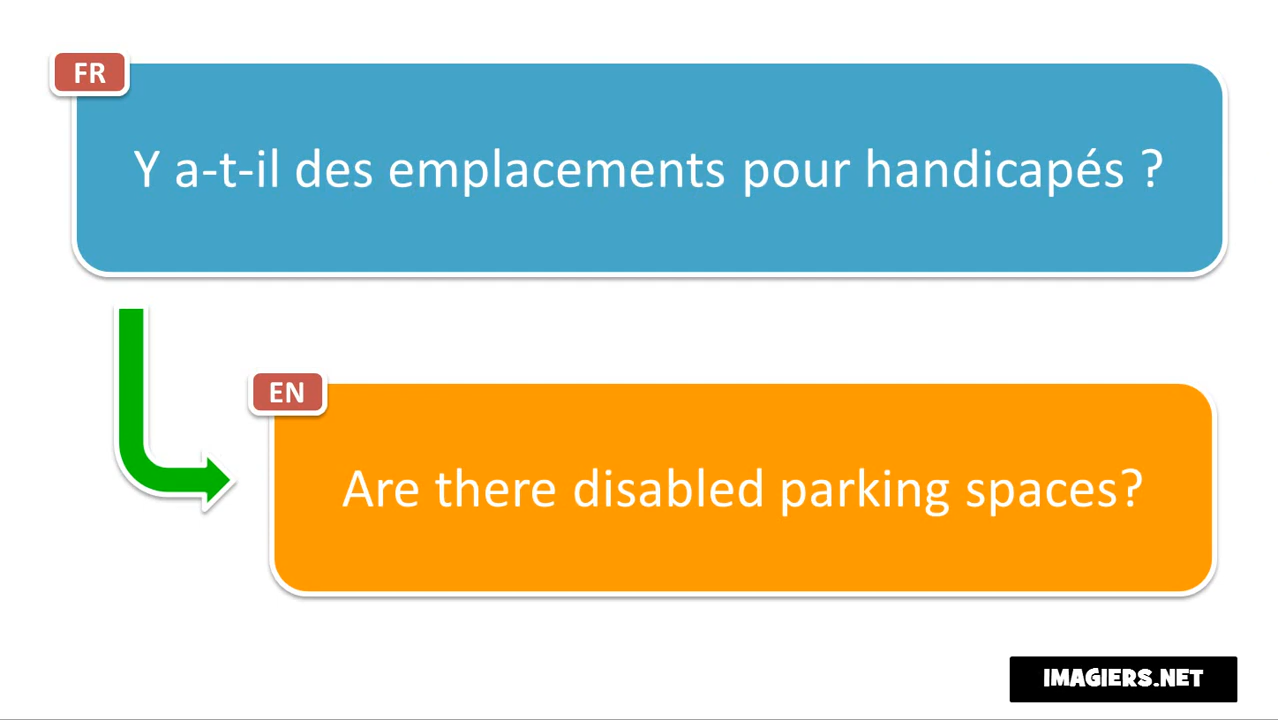 FR
Y a-t-il des emplacements pour handicapés ?
EN
Are there disabled parking spaces?
IMAGIERS.NET